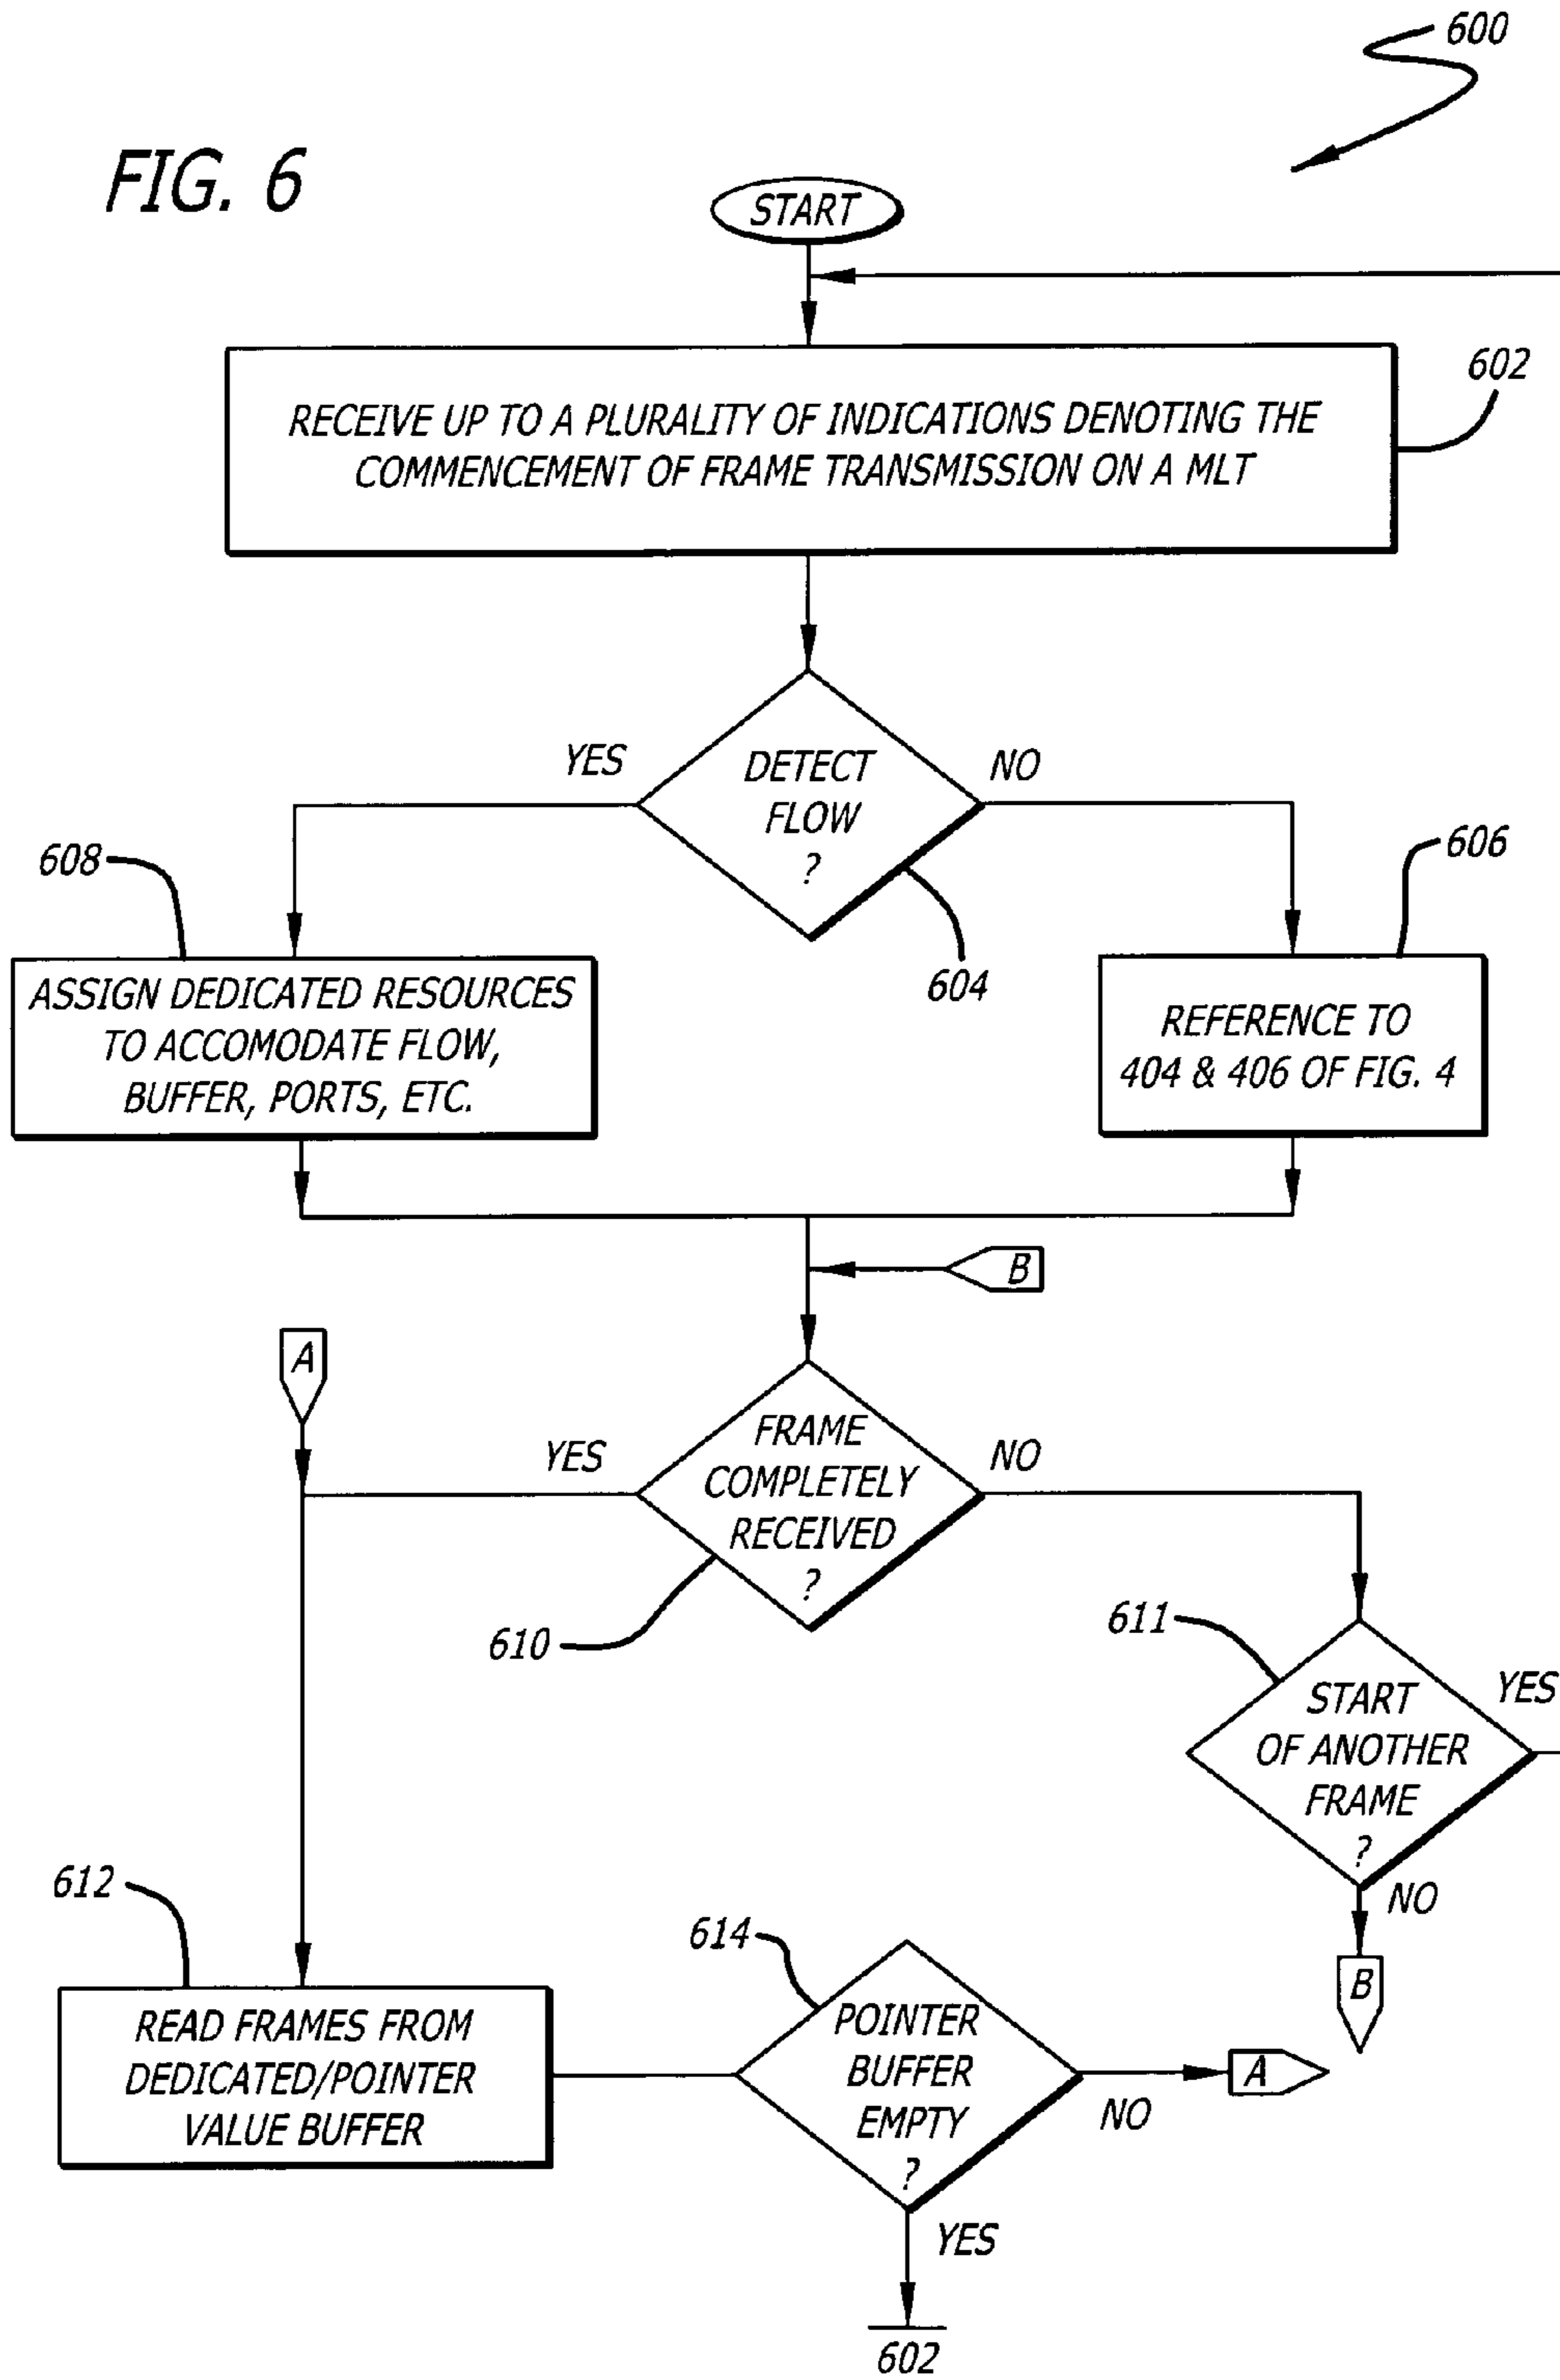 600
FIG. 6
START
602
RECEIVE UP TO A PLURALITY OF INDICATIONS DENOTING THE
COMMENCEMENT OF FRAME TRANSMISSION ON A MLT
YES
DETECT
FLOW
?
NO
608
604
606
ASSIGN DEDICATED RESOURCES
TO ACCOMODATE FLOW,
BUFFER, PORTS, ETC.
REFERENCE TO
404 & 406 OF FIG. 4
B
A
YES
FRAME
COMPLETELY
RECEIVED
?
NO
610
611
START
OF ANOTHER
FRAME
?
YES
NO
B
612
READ FRAMES FROM
DEDICATED/POINTER
VALUE BUFFER
614
POINTER
BUFFER
EMPTY
?
NO
A
YES
602